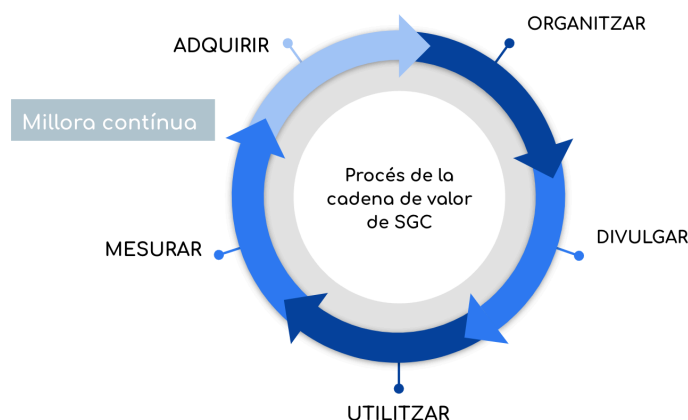 ORGANITZAR
ADQUIRIR
Millora contínua
Procés de la
cadena de valor
de SGC
DIVULGAR
MESURAR
UTILITZAR